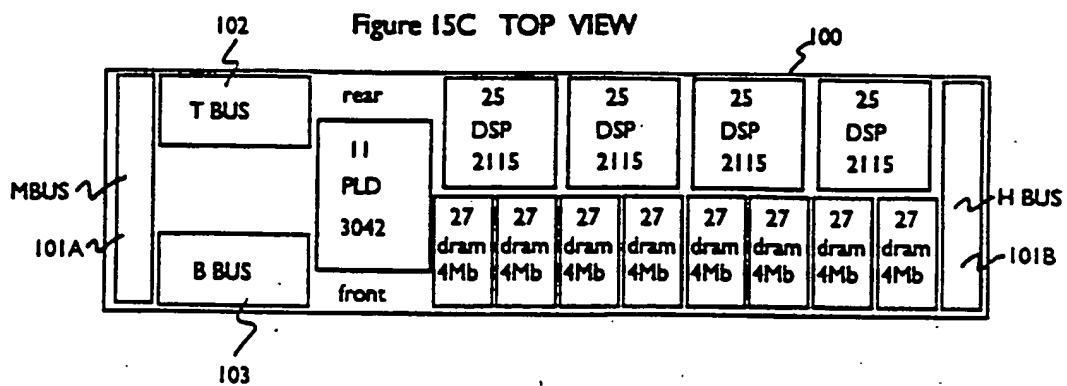 102
Figure 15C TOP VIEW
100
T BUS
rear
25
DSP
2115
25
DSP
2115
25
DSP
2115
25
DSP
2115
11
PLD
3042
MBUS
H BUS
101A
27
dram
4Mb
27
dram
4Mb
27
dram
4Mb
27
dram
4Mb
27
dram
4Mb
27
dram
4Mb
27
dram
4Mb
27
dram
4Mb
101B
B BUS
front
103